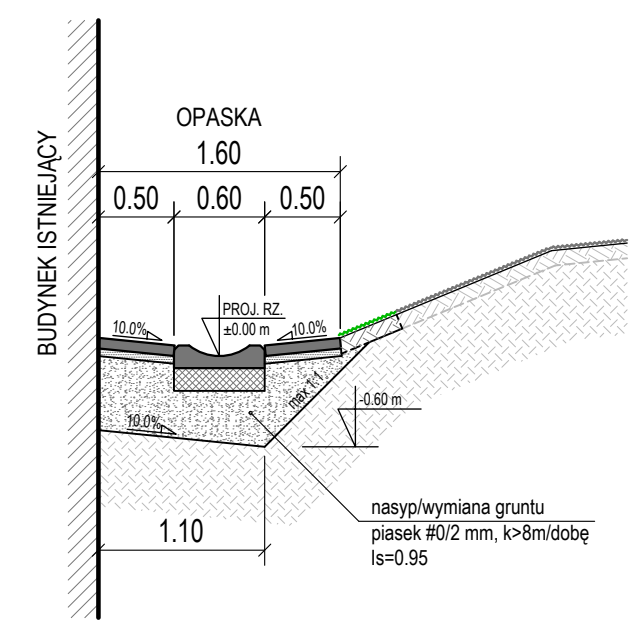 OPASKA
1.60
0.50 0.60 0.50
BUDYNEK ISTNIEJĄCY
PROJ. RZ.
±0.00 m
10.0%
10.0%
max 1:1
-0.60 m
10.0%
nasyp/wymiana gruntu
piasek #0/2 mm, k>8m/dobę
Is=0.95
1.10